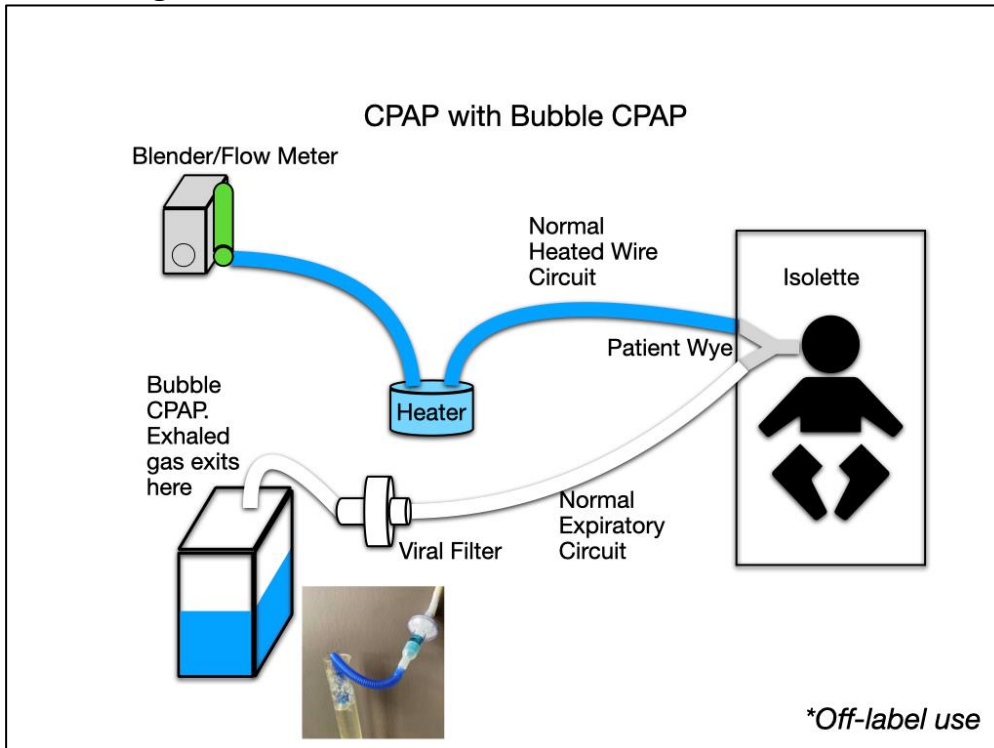 CPAP with Bubble CPAP
Blender/Flow Meter
Normal
Heated Wire
Circuit
Isolette
Patient Wye
Heater
Bubble
CPAP.
Exhaled
gas exits
here
Viral Filter
Normal
Expiratory
Circuit
*Off-label use